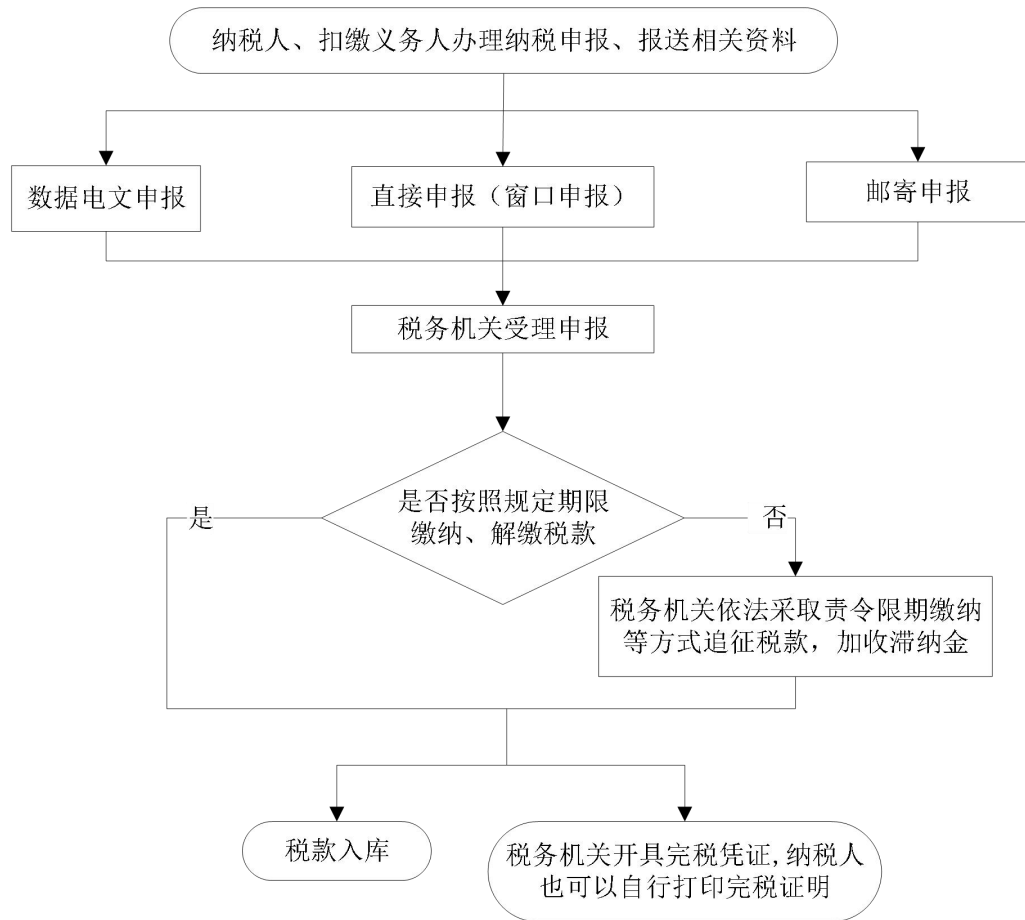 纳税人、扣缴义务人办理纳税申报、报送相关资料
数据电文申报
直接申报（窗口申报）
邮寄申报
税务机关受理申报
是否按照规定期限
缴纳、解缴税款
是
否
税务机关依法采取责令限期缴纳
等方式追征税款，加收滞纳金
税款入库
税务机关开具完税凭证,纳税人
也可以自行打印完税证明